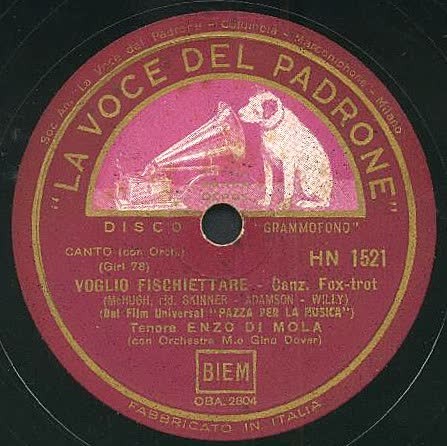 Soc. An. "La Voce del Padrone - Columbia - Marconiphone" - Milano
"LA VOCE DEL PADRONE"
DISCO "GRAMMOFONO"
CANTO (con Orch.)
(Giri 78)
HN 1521
VOGLIO FISCHIETTARE - Canz. Fox-trot
(McHUGH, rid. SKINNER - ADAMSON - WILLY)
(Dal Film Universal "PAZZA PER LA MUSICA")
Tenore ENZO DI MOLA
(con Orchestra M.o Gino Dover)
BIEM
OBA. 2804
FABBRICATO IN ITALIA